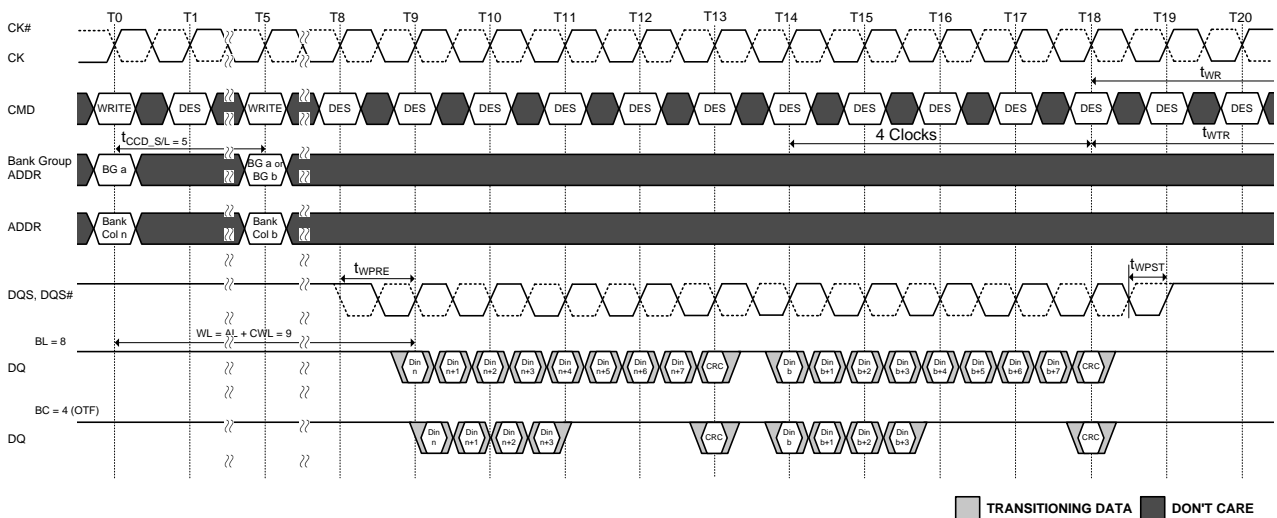 T0 T1 T5 T8 T9 T10 T11 T12 T13 T14 T15 T16 T17 T18 T19 T20
CK#
CK
tWR
CMD WRITE DES WRITE DES DES DES DES DES DES DES DES DES DES DES DES DES
tCCD_S/L = 5
4 Clocks
tWTR
Bank Group
ADDR
BG a
BG a or
BG b
ADDR
Bank
Col n
Bank
Col b
tWPRE
tWPST
DQS, DQS#
WL = AL + CWL = 9
BL = 8
DQ
Din
n
Din
n+1
Din
n+2
Din
n+3
Din
n+4
Din
n+5
Din
n+6
Din
n+7
CRC
Din
b
Din
b+1
Din
b+2
Din
b+3
Din
b+4
Din
b+5
Din
b+6
Din
b+7
CRC
BC = 4 (OTF)
DQ
Din
n
Din
n+1
Din
n+2
Din
n+3
CRC
Din
b
Din
b+1
Din
b+2
Din
b+3
CRC
TRANSITIONING DATA
DON'T CARE